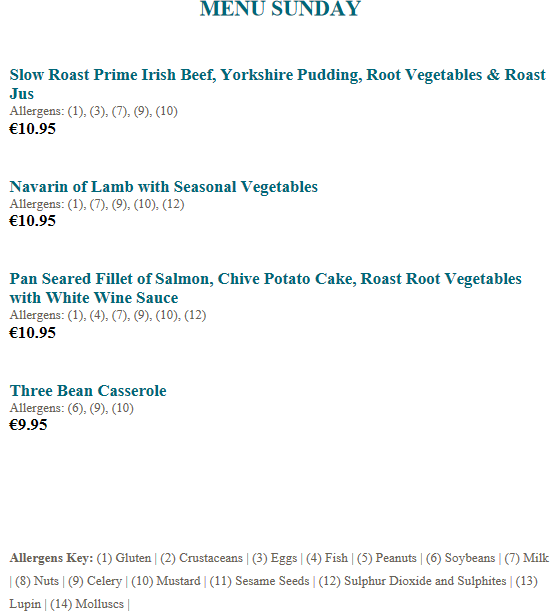 MENU SUNDAY
Slow Roast Prime Irish Beef, Yorkshire Pudding, Root Vegetables & Roast
Jus
Allergens: (1), (3), (7), (9), (10)
€10.95
Navarin of Lamb with Seasonal Vegetables
Allergens: (1), (7), (9), (10), (12)
€10.95
Pan Seared Fillet of Salmon, Chive Potato Cake, Roast Root Vegetables
with White Wine Sauce
Allergens: (1), (4), (7), (9), (10), (12)
€10.95
Three Bean Casserole
Allergens: (6), (9), (10)
€9.95
Allergens Key: (1) Gluten | (2) Crustaceans | (3) Eggs | (4) Fish | (5) Peanuts | (6) Soybeans | (7) Milk
| (8) Nuts | (9) Celery | (10) Mustard | (11) Sesame Seeds | (12) Sulphur Dioxide and Sulphites | (13)
Lupin | (14) Molluscs |